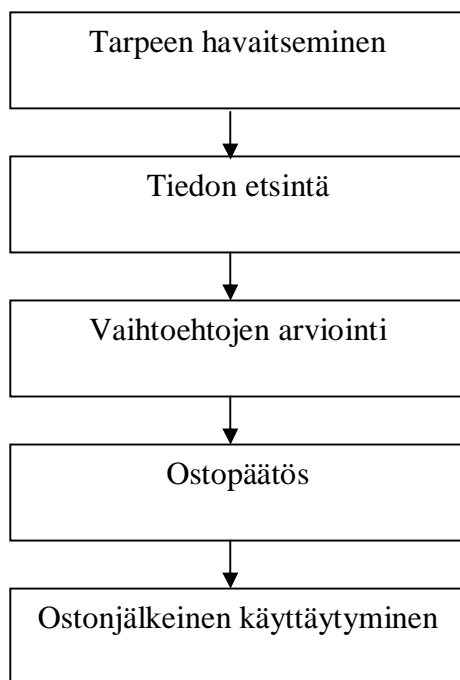 Tarpeen havaitseminen
Tiedon etsintä
Vaihtoehtojen arviointi
Ostopäätös
Ostonjälkeinen käyttäytyminen